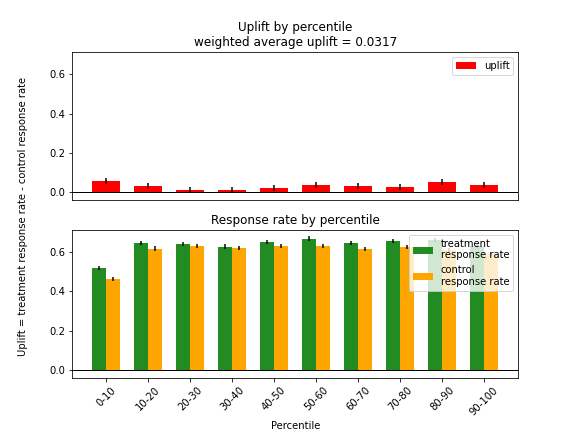 Uplift by percentile
weighted average uplift = 0.0317
uplift
0.6
0.4
0.2
0.0
Uplift = treatment response rate - control response rate
Response rate by percentile
treatment
response rate
control
response rate
0.6
0.4
0.2
0.0
0-10
10-20
20-30
30-40
40-50
50-60
60-70
70-80
80-90
90-100
Percentile